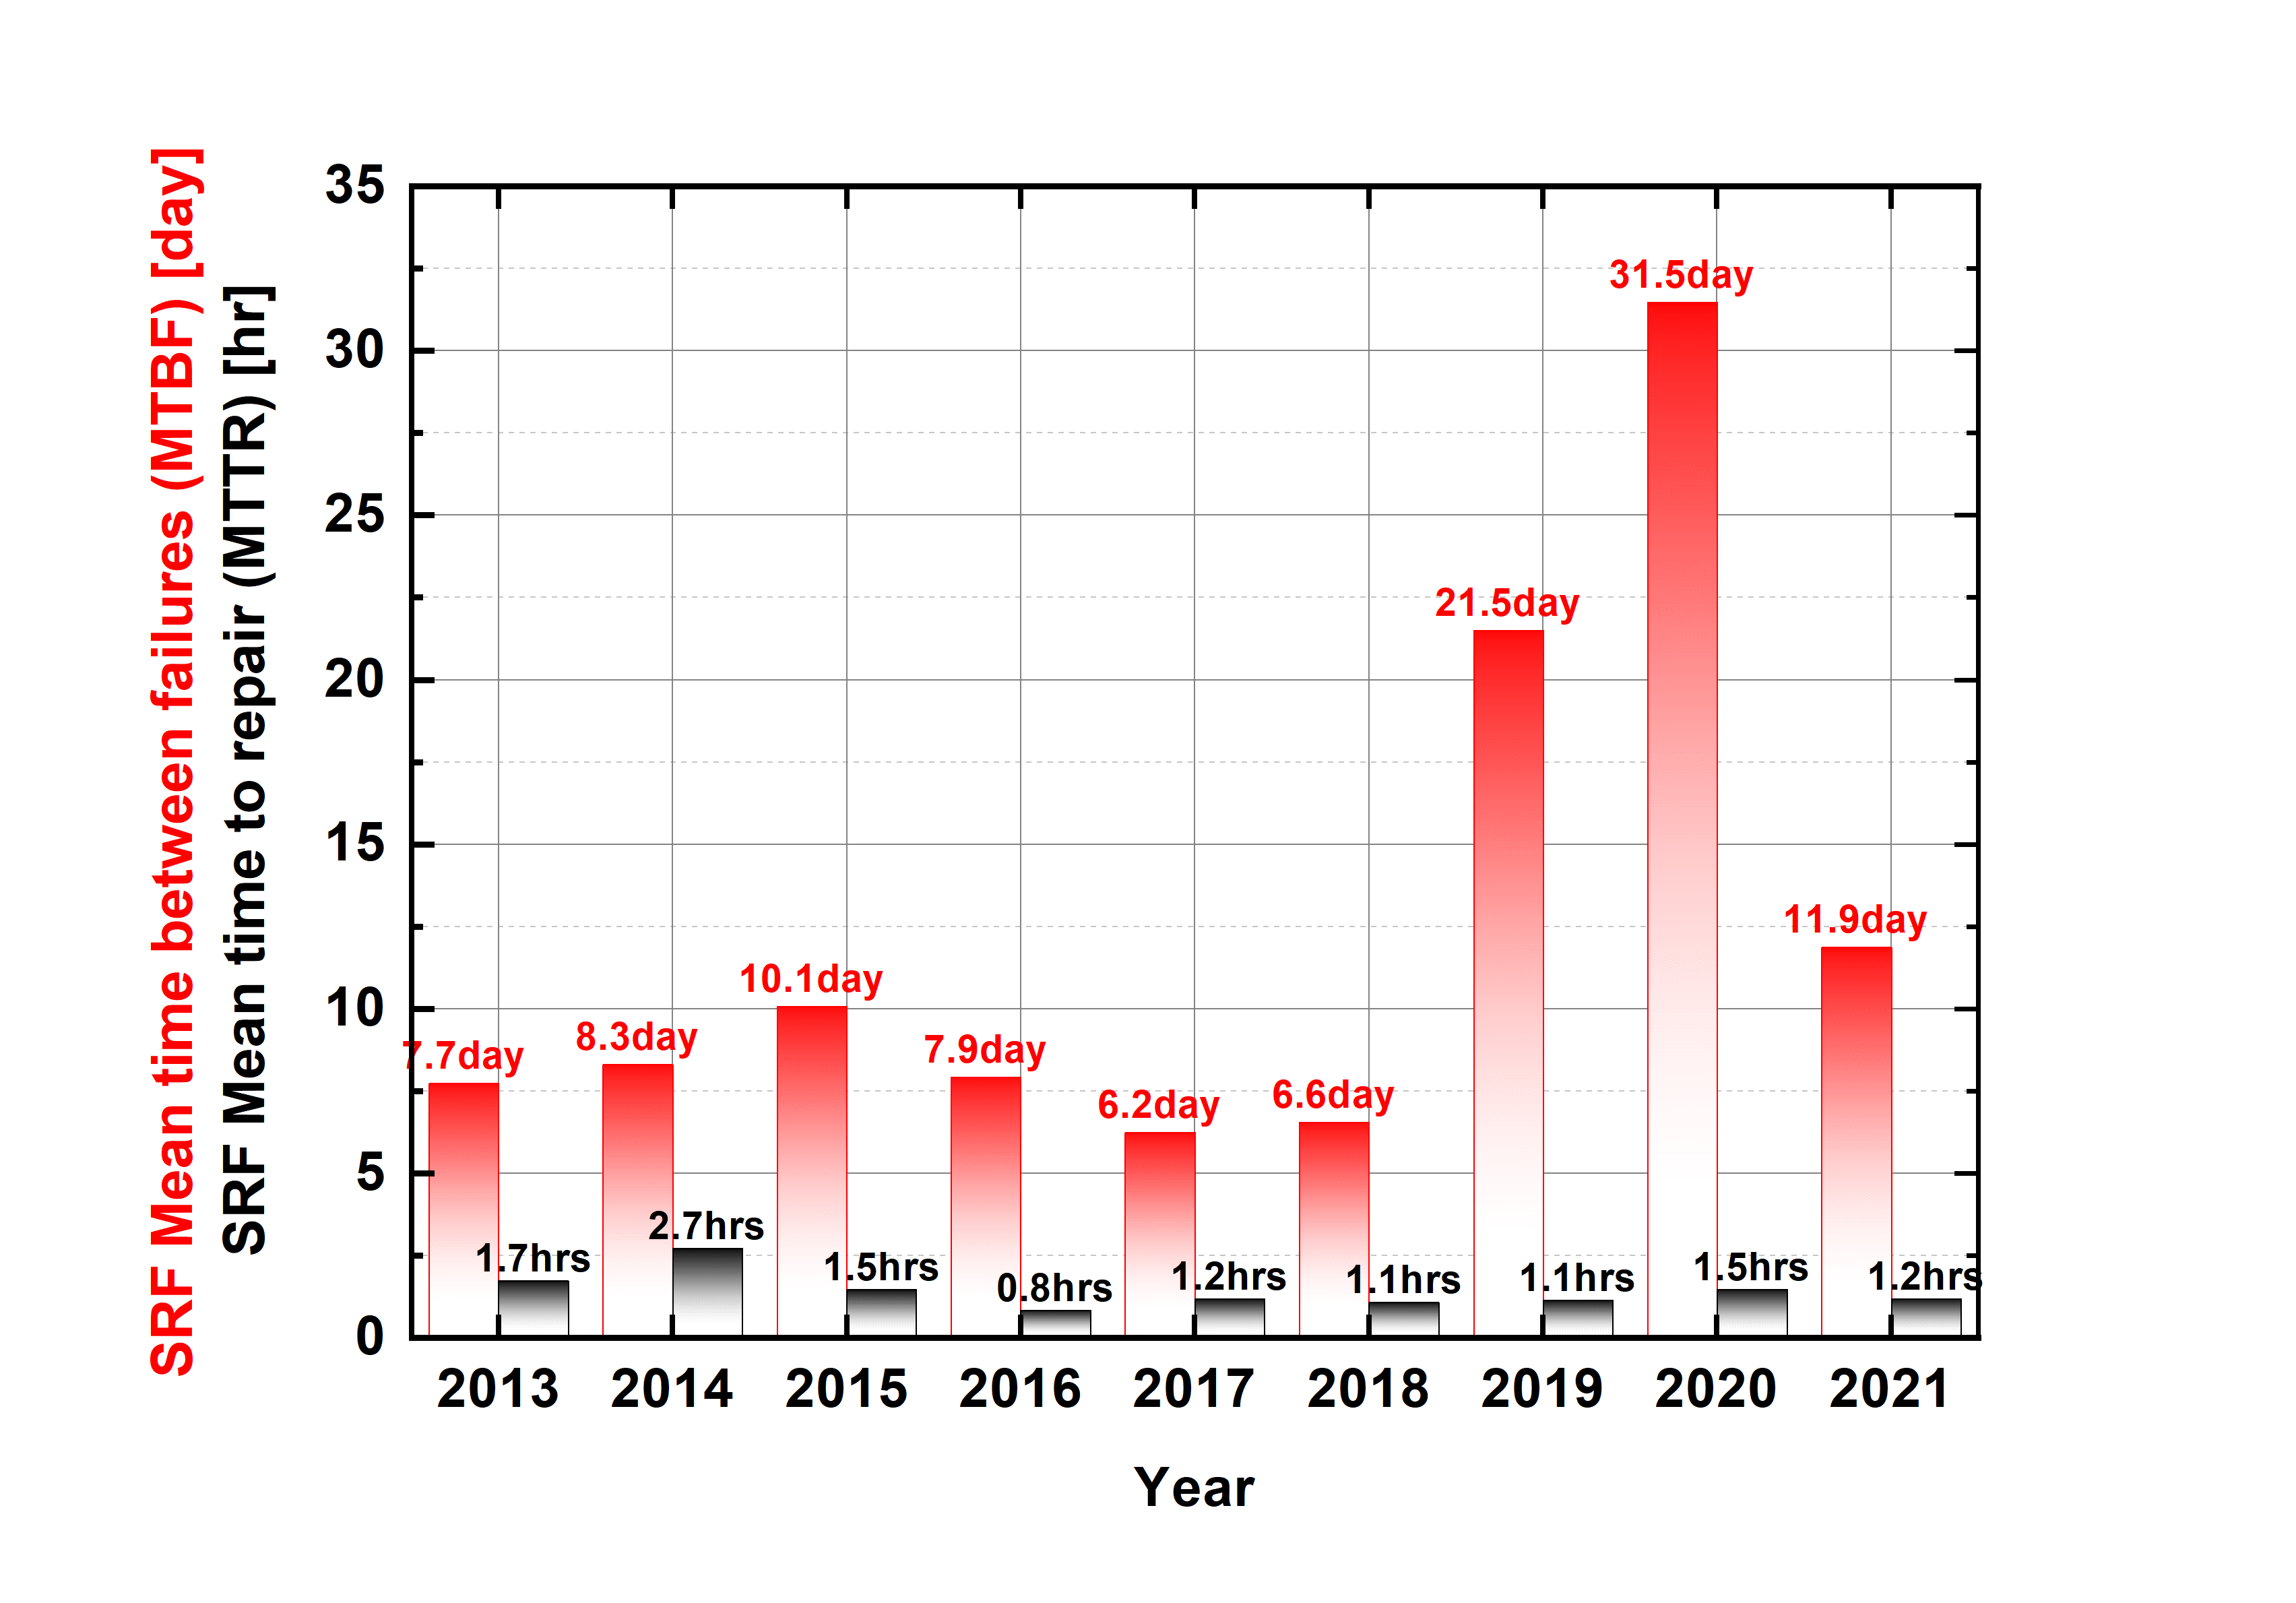 SRF Mean time between failures (MTBF) [day]
SRF Mean time to repair (MTTR) [hr]
35
30
25
20
15
10
5
0
7.7day
8.3day
10.1day
7.9day
6.2day
6.6day
21.5day
31.5day
11.9day
1.7hrs
2.7hrs
1.5hrs
0.8hrs
1.2hrs
1.1hrs
1.1hrs
1.5hrs
1.2hrs
2013 2014 2015 2016 2017 2018 2019 2020 2021
Year